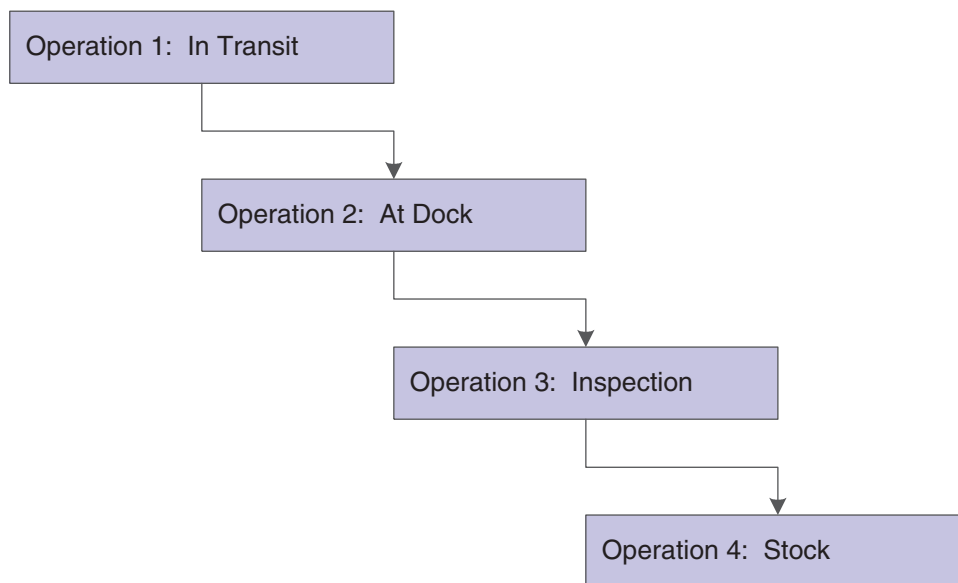 Operation 1:  In Transit
Operation 2:  At Dock
Operation 3:  Inspection
Operation 4:  Stock